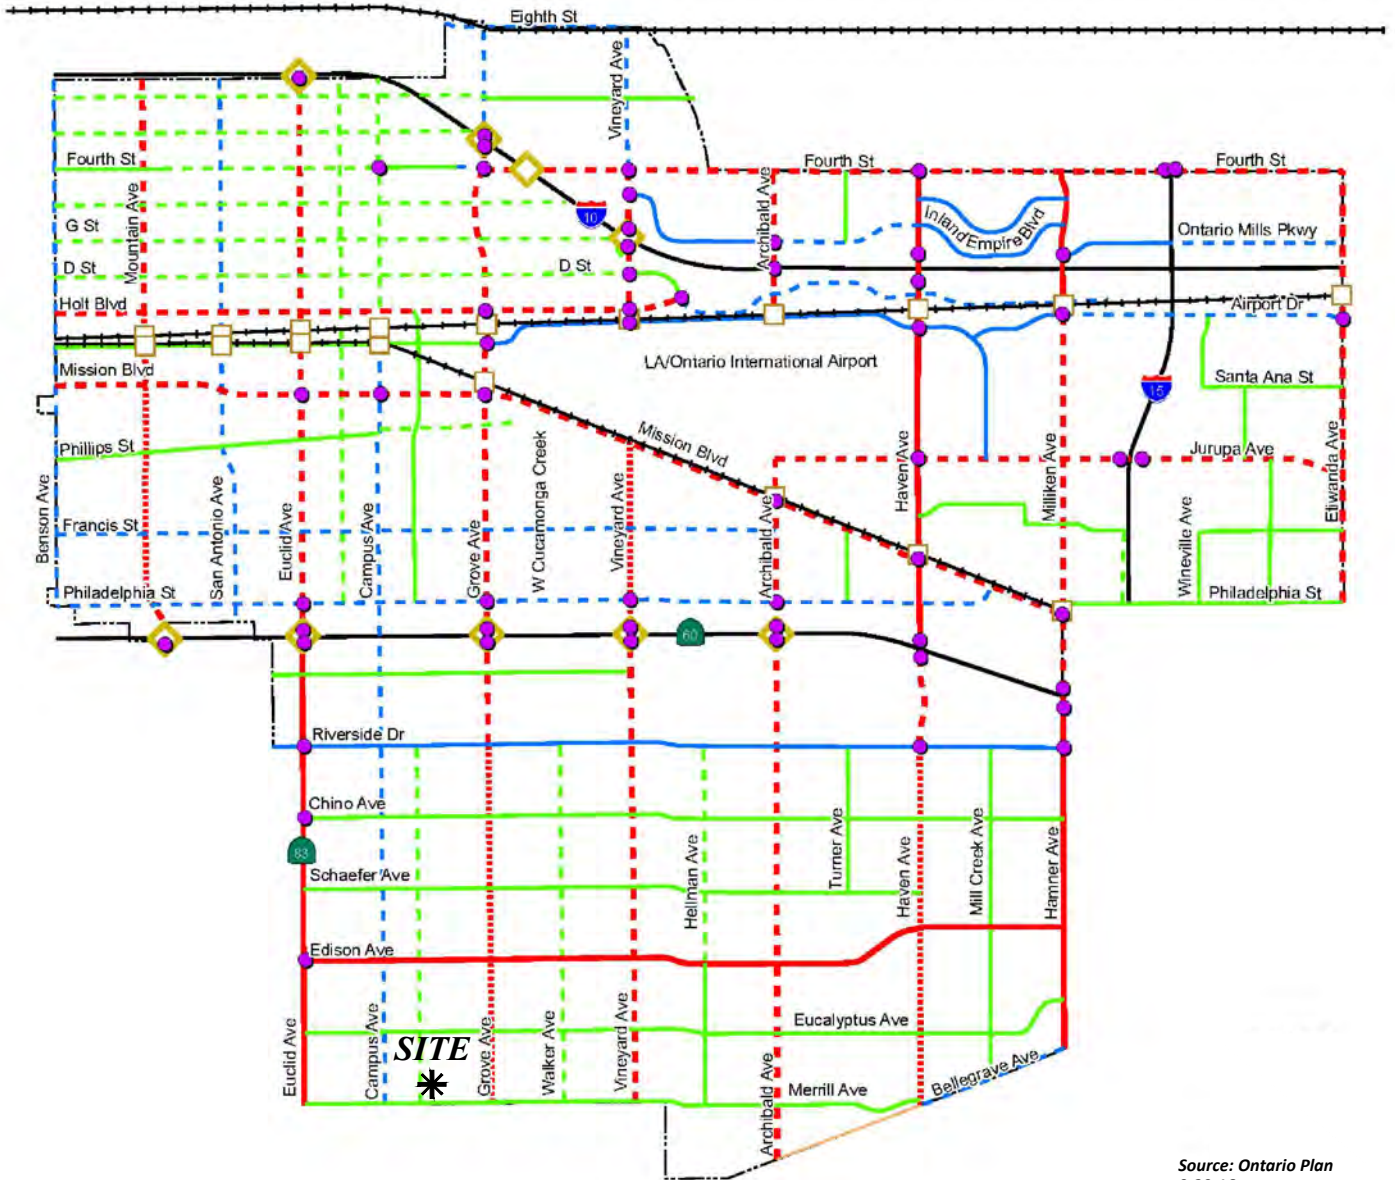 Eighth St
Vineyard Ave
Fourth St
Fourth St
Fourth St
Mountain Ave
Archibald Ave
Inland Empire Blvd
10
G St
Ontario Mills Pkwy
D St
D St
Holt Blvd
Airport Dr
LA/Ontario International Airport
Mission Blvd
Santa Ana St
15
Phillips St
Mission Blvd
Jurupa Ave
Benson Ave
San Antonio Ave
Euclid Ave
Campus Ave
Grove Ave
W Cucamonga Creek
Vineyard Ave
Archibald Ave
Haven Ave
Milliken Ave
Wineville Ave
Etiwanda Ave
Francis St
Philadelphia St
Philadelphia St
60
Riverside Dr
Chino Ave
83
Schaefer Ave
Hellman Ave
Turner Ave
Haven Ave
Mill Creek Ave
Hamner Ave
Edison Ave
Eucalyptus Ave
Euclid Ave
Campus Ave
SITE
Grove Ave
Walker Ave
Vineyard Ave
Archibald Ave
Merrill Ave
Bellegrave Ave
Source: Ontario Plan